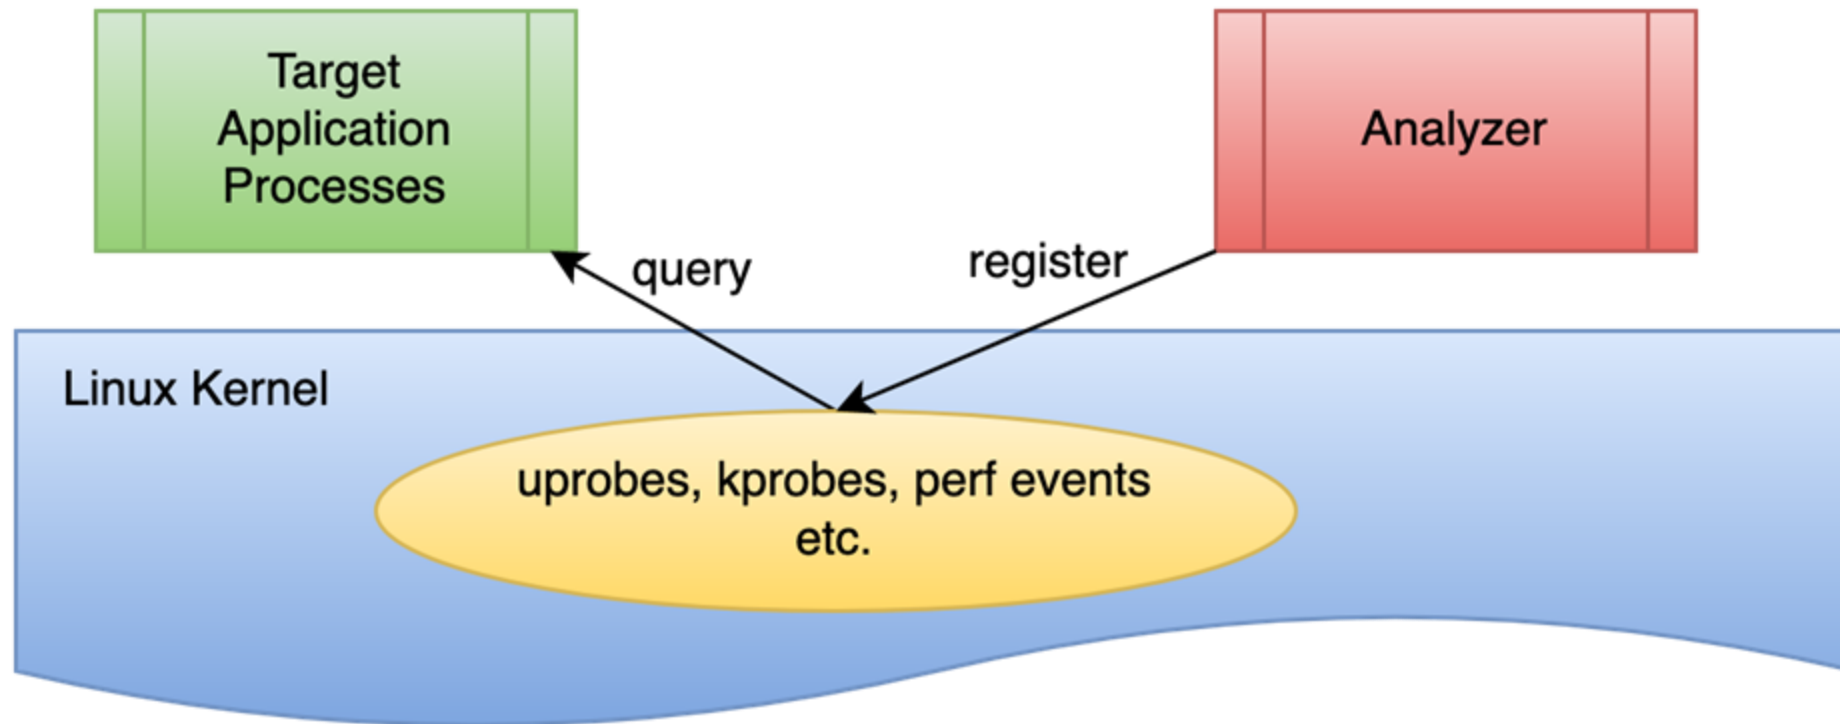 Target
Application
Processes
Analyzer
query
register
Linux Kernel
uprobes, kprobes, perf events
etc.